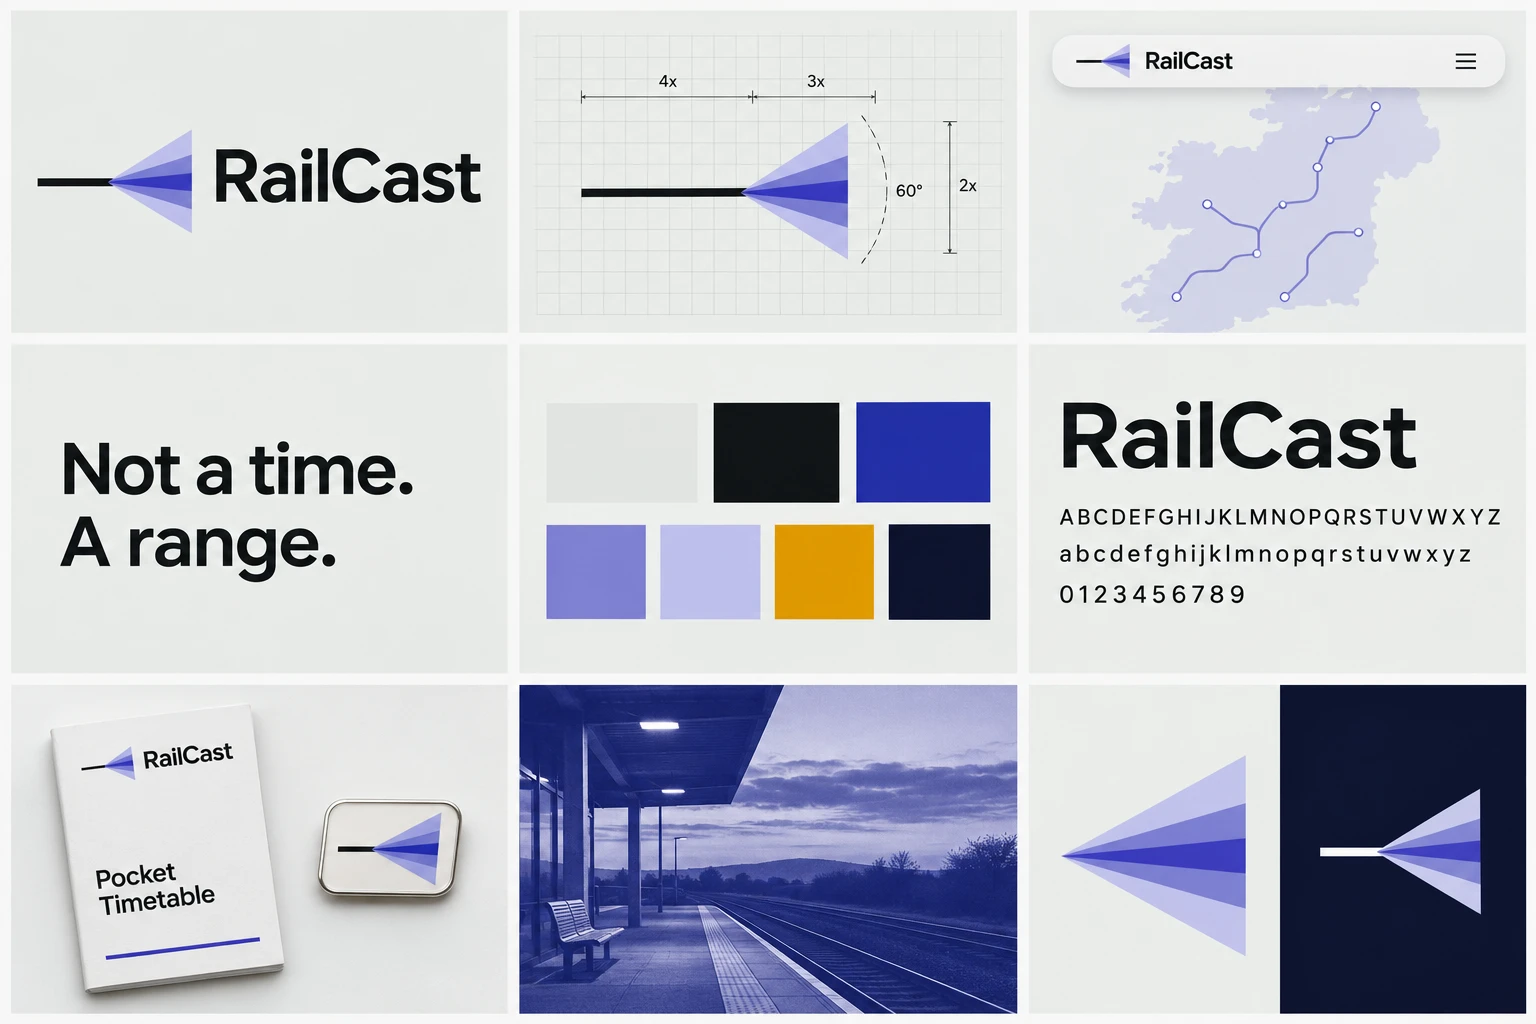 RailCast
4x
3x
60°
2x
RailCast
Not a time.
A range.
RailCast
ABCDEFGHIJKLMNOPQRSTUVWXYZ
abcdefghijklmnopqrstuvwxyz
0123456789
RailCast
Pocket
Timetable